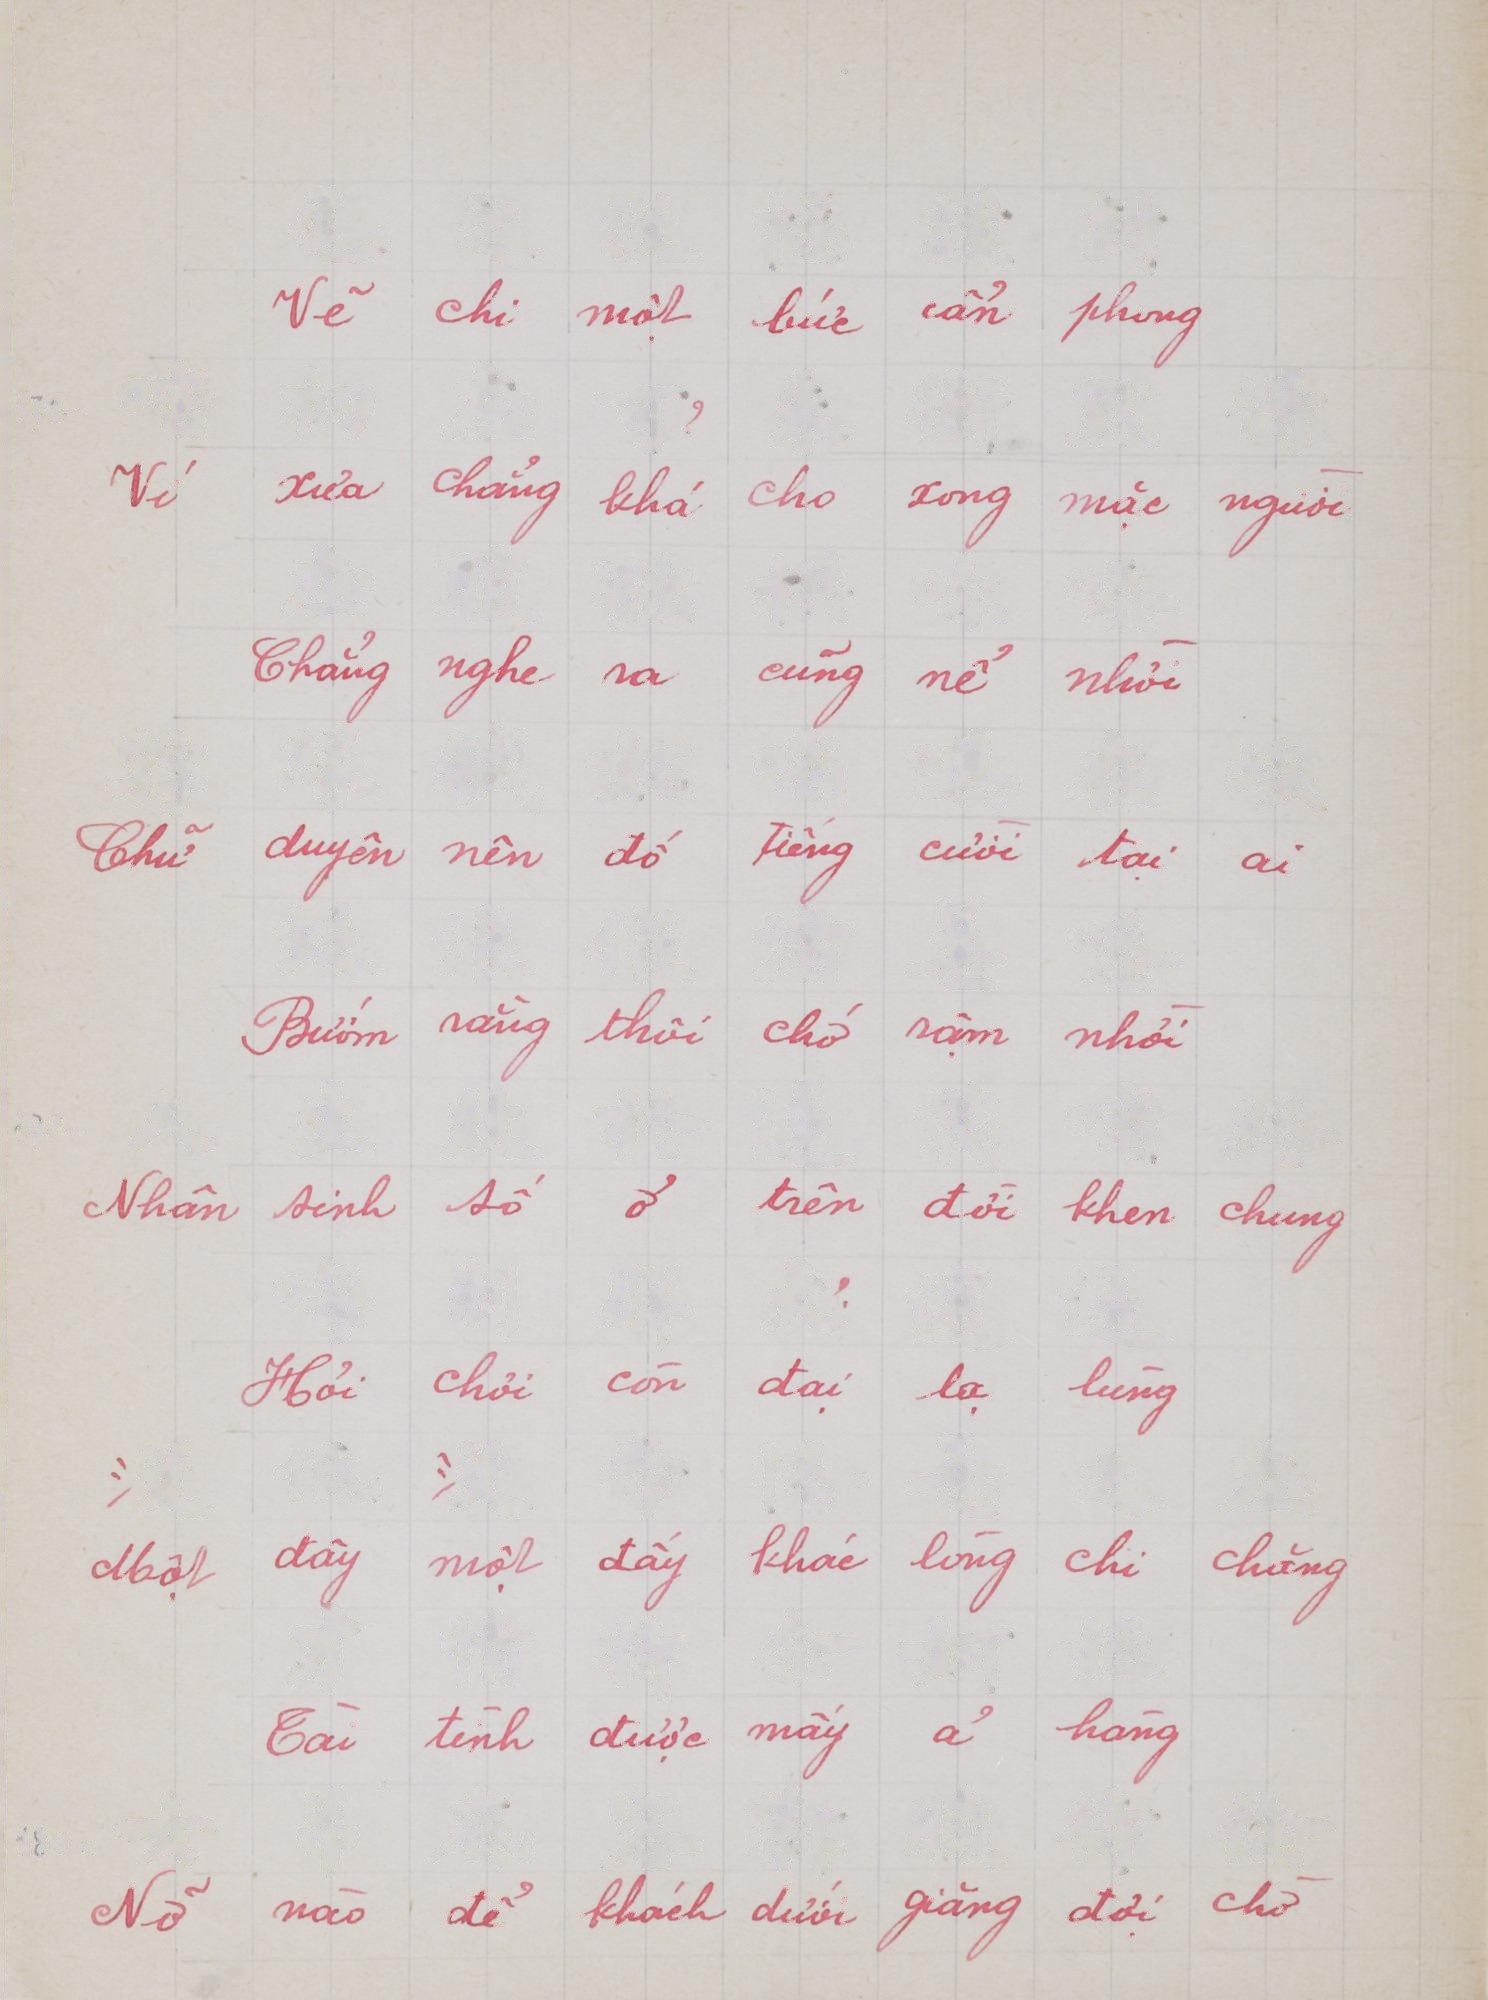 Vẽ chi một bức cẩn phong
?
Ví xưa chẳng khá cho xong mặc người
Chẳng nghe ra cũng nể nhời
Chữ duyên nên đố tiếng cười tại ai
Bướm rằng thôi chớ rậm nhời
Nhân sinh số ở trên đời khen chung
?
Hỏi chơi còn đại lạ lùng
Một đây một đấy khác lòng chi chăng
Tài tình được mấy ả hằng
Nỡ nào để khách dưới giăng đợi chờ